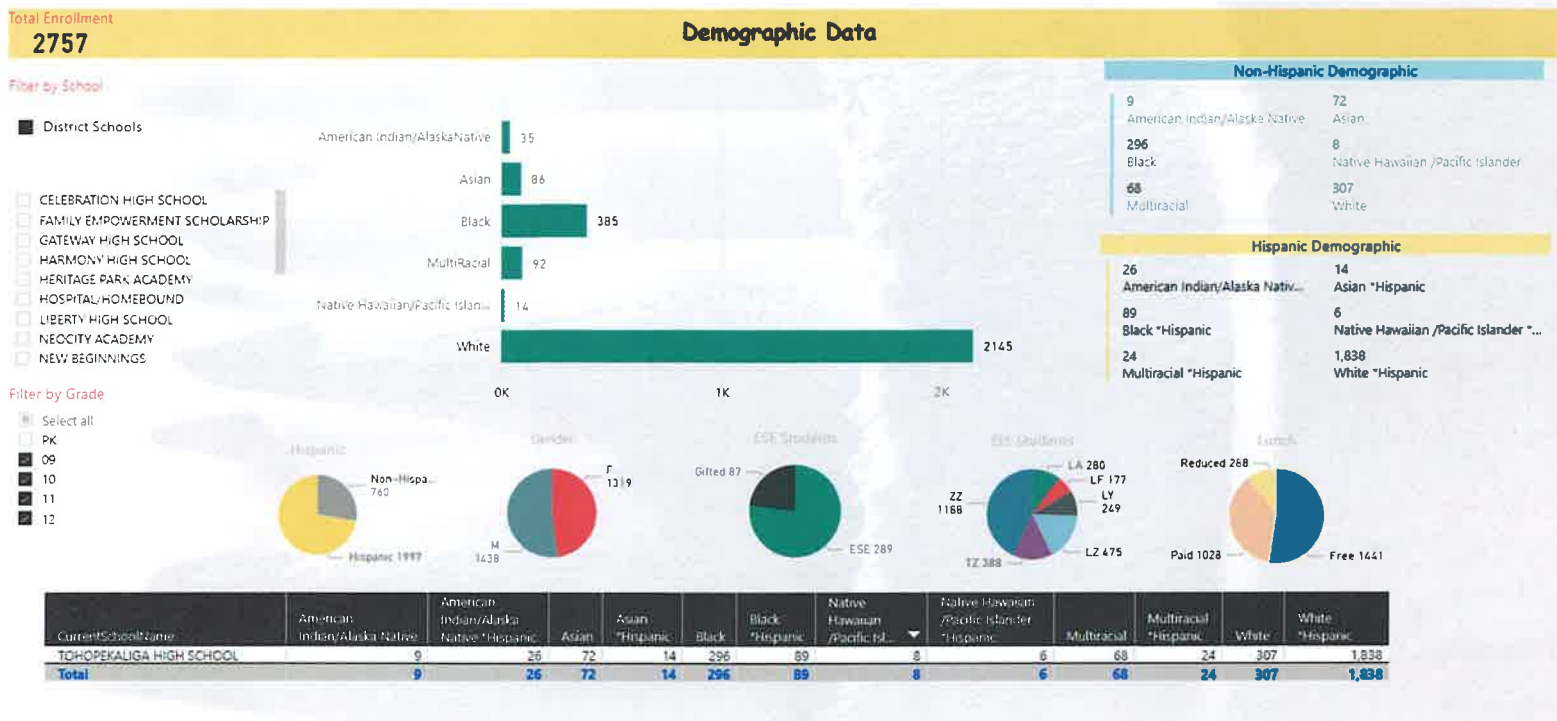 Total Enrollment
2757
Demographic Data
Filter by School
District Schools
CELEBRATION HIGH SCHOOL
FAMILY EMPOWERMENT SCHOLARSHIP
GATEWAY HIGH SCHOOL
HARMONY HIGH SCHOOL
HERITAGE PARK ACADEMY
HOSPITAL/HOMEBOUND
LIBERTY HIGH SCHOOL
NEOCITY ACADEMY
NEW BEGINNINGS
Filter by Grade
Select all
PK
09
10
11
12
American Indian/AlaskaNative 35
Asian 86
Black 385
MultiRacial 92
Native Hawaiian/Pacific Islan... 14
White 2145
0K 1K 2K
Non-Hispanic Demographic
9 72
American Indian/Alaska Native Asian
296 8
Black Native Hawaiian /Pacific Islander
68 307
Multiracial White
Hispanic Demographic
26 14
American Indian/Alaska Nativ... Asian *Hispanic
89 6
Black *Hispanic Native Hawaiian /Pacific Islander *...
24 1,838
Multiracial *Hispanic White *Hispanic
Hispanic
Non-Hispa...
760
Hispanic 1997
Gender
F
1319
M
1438
ESE Students
Gifted 87
ESE 289
ELL Students
LA 280
LF 177
LY
249
LZ 475
TZ 388
ZZ
1188
Lunch
Reduced 288
Paid 1028
Free 1441
CurrentSchoolName American Indian/Alaska Native American Indian/Alaska Native *Hispanic Asian Asian *Hispanic Black Black *Hispanic Native Hawaiian /Pacific Isl... Native Hawaiian /Pacific Islander *Hispanic Multiracial Multiracial *Hispanic White White *Hispanic
TOHOPEKALIGA HIGH SCHOOL 9 26 72 14 296 89 8 6 68 24 307 1,838
Total 9 26 72 14 296 89 8 6 68 24 307 1,838